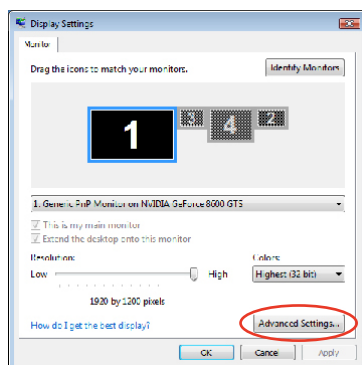 Display Settings
Monitor
Drag the icons to match your monitors.
Identify Monitors
1
3
4
2
1. Generic PnP Monitor on NVIDIA GeForce 8600 GTS
This is my main monitor
Extend the desktop onto this monitor
Resolution:
Colors:
Low
High
Highest (32 bit)
1920 by 1200 pixels
How do I get the best display?
Advanced Settings...
OK
Cancel
Apply